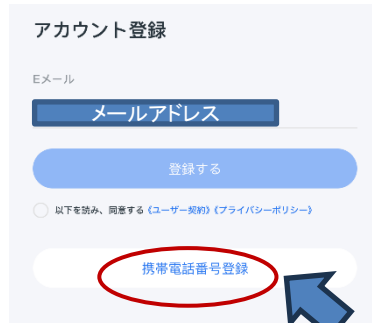 アカウント登録
Eメール
メールアドレス
登録する
以下を読み、同意する《ユーザー契約》《プライバシーポリシー》
携帯電話番号登録